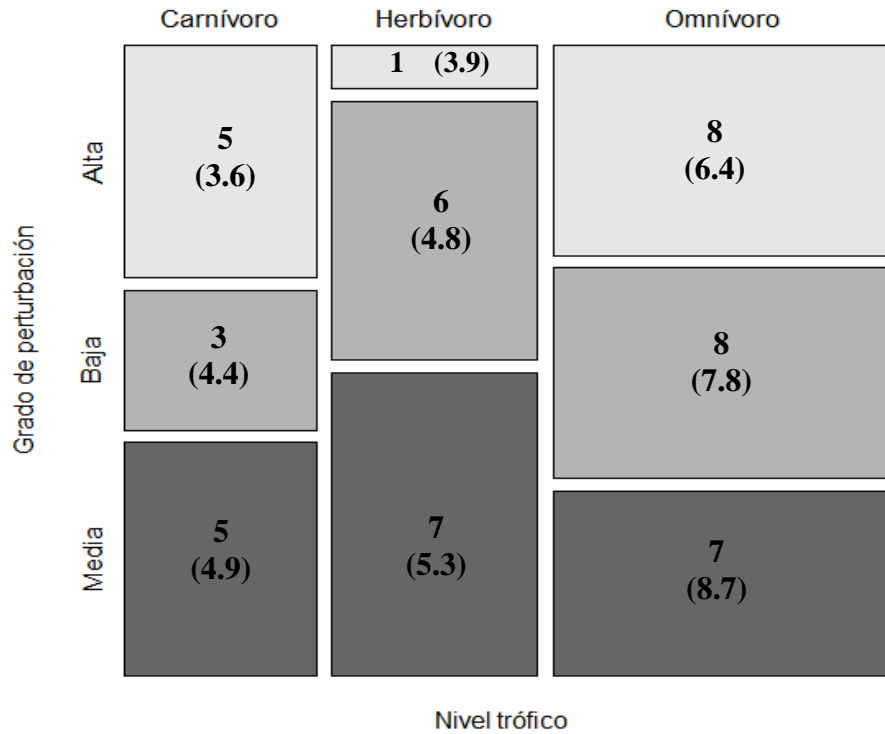 Carnívoro Herbívoro Omnívoro
Grado de perturbación
Alta
5
(3.6)
1 (3.9)
8
(6.4)
Baja
3
(4.4)
6
(4.8)
8
(7.8)
Media
5
(4.9)
7
(5.3)
7
(8.7)
Nivel trófico